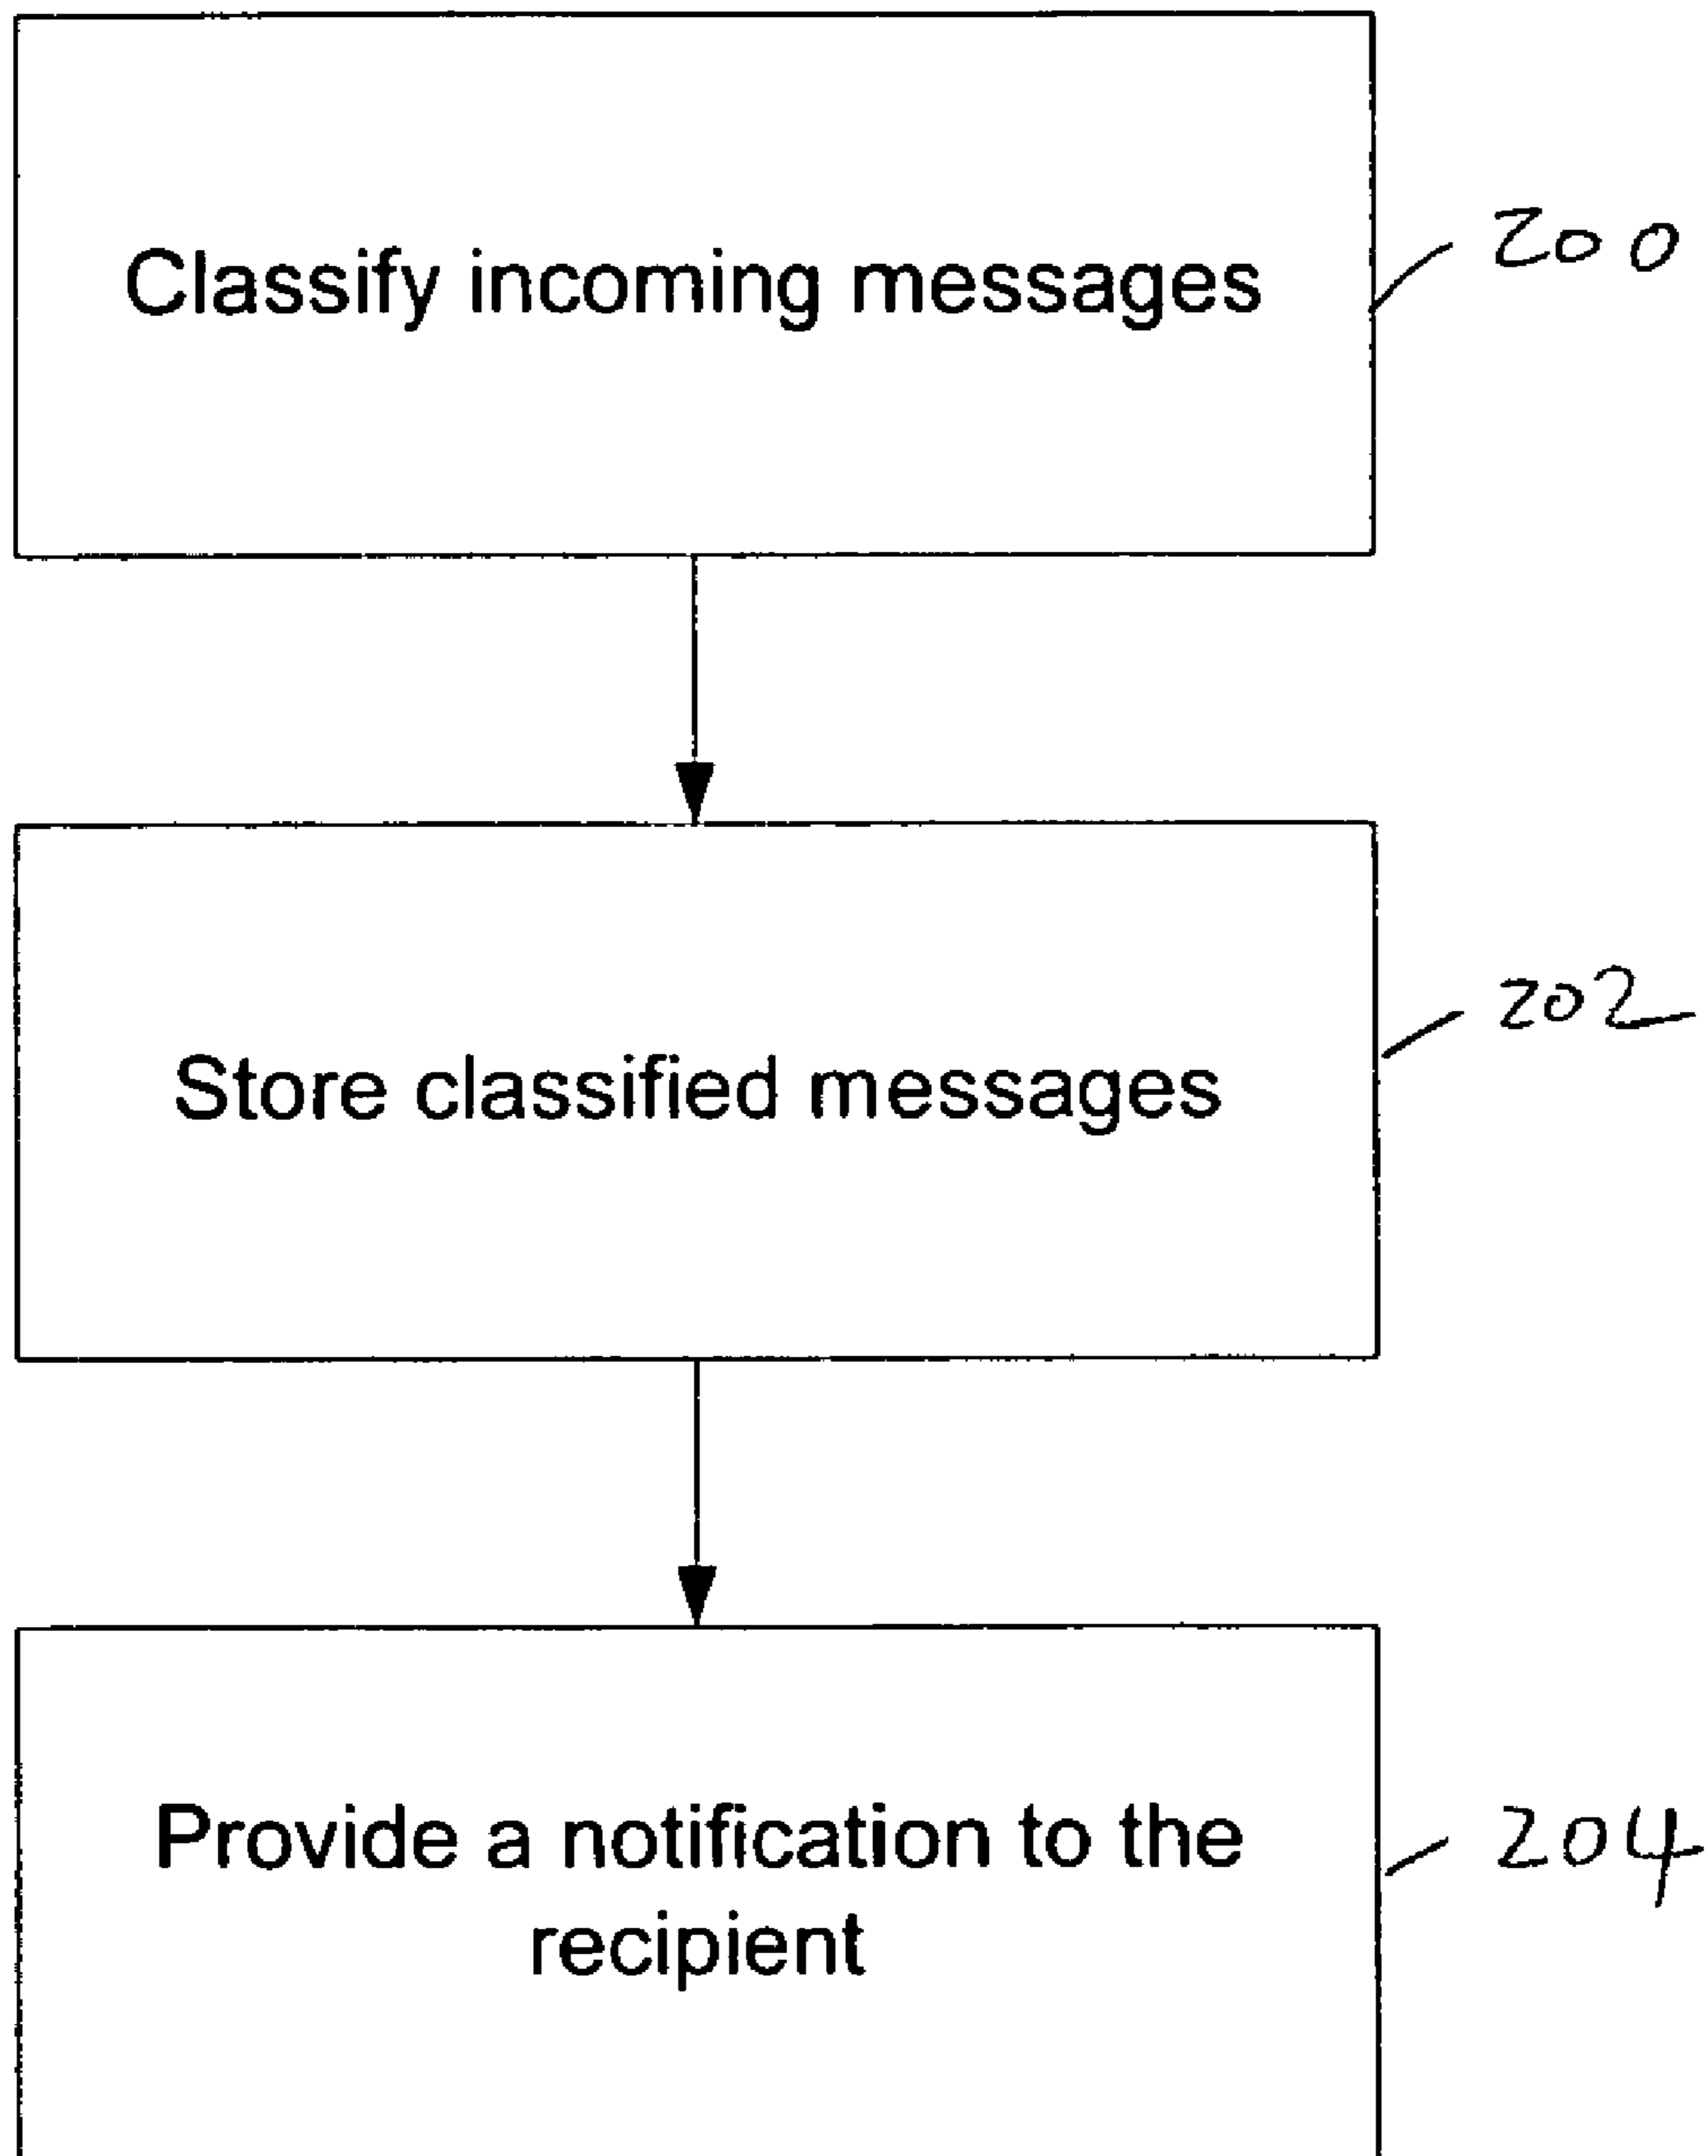 Classify incoming messages
200
Store classified messages
202
Provide a notification to the
recipient
204